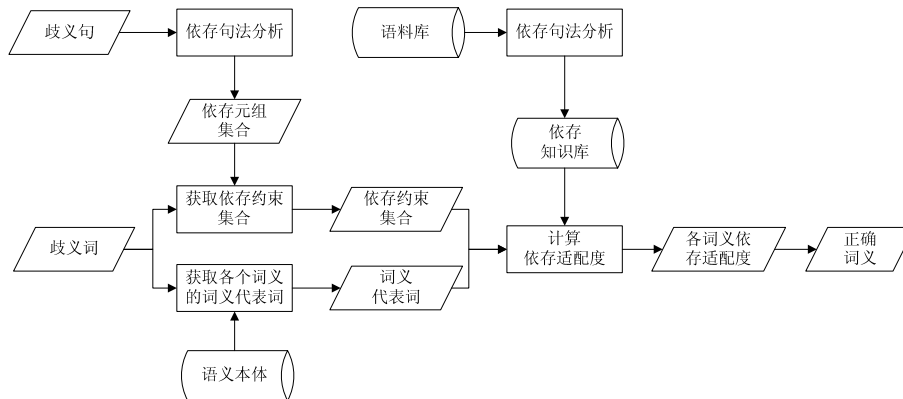 歧义句
依存句法分析
语料库
依存句法分析
依存元组
集合
依存
知识库
获取依存约束
集合
依存约束
集合
歧义词
计算
依存适配度
各词义依
存适配度
正确
词义
获取各个词义
的词义代表词
词义
代表词
语义本体